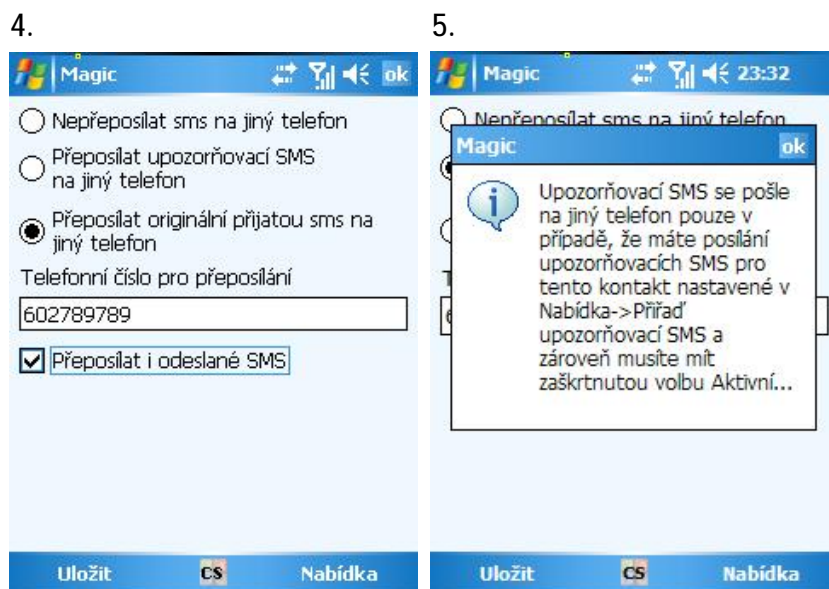 4.
Magic ok
Nepřeposílat sms na jiný telefon
Přeposílat upozorňovací SMS
na jiný telefon
Přeposílat originální přijatou sms na
jiný telefon
Telefonní číslo pro přeposílání
602789789
Přeposílat i odeslané SMS
Uložit CS Nabídka
5.
Magic 23:32
Nepřeposílat sms na jiný telefon
Magic ok
Upozorňovací SMS se pošle
na jiný telefon pouze v
případě, že máte posílání
upozorňovacích SMS pro
tento kontakt nastavené v
Nabídka->Přiřaď
upozorňovací SMS a
zároveň musíte mít
zaškrtnutou volbu Aktivní...
Uložit CS Nabídka